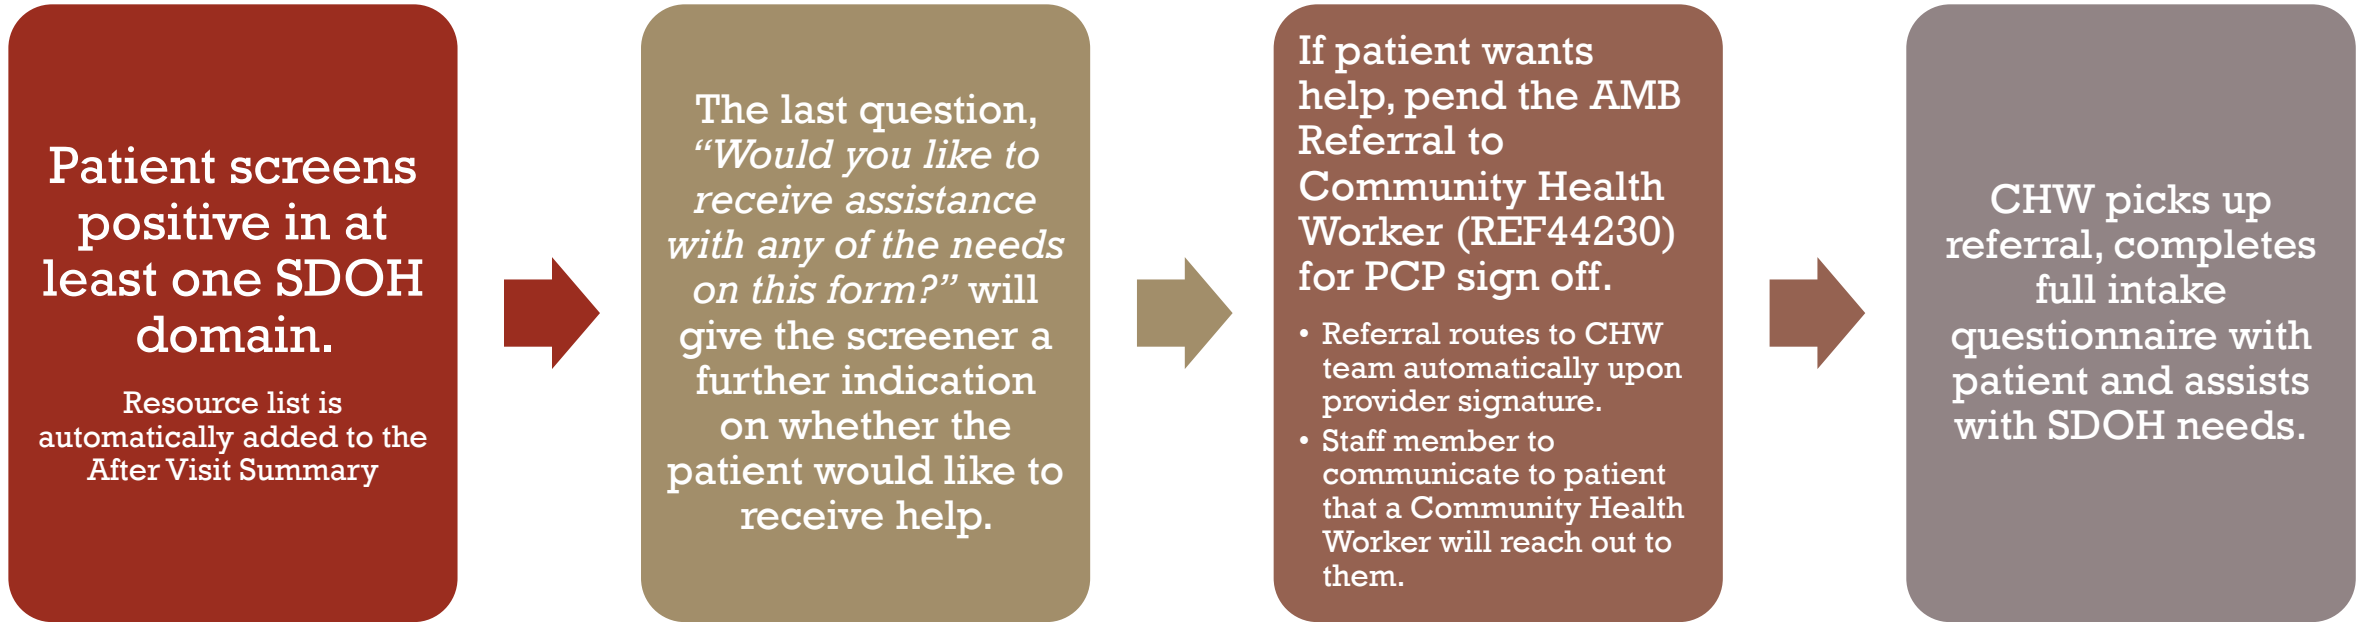 Patient screens
positive in at
least one SDOH
domain.
Resource list is
automatically added to the
After Visit Summary
The last question,
“Would you like to
receive assistance
with any of the needs
on this form?” will
give the screener a
further indication
on whether the
patient would like to
receive help.
If patient wants
help, pend the AMB
Referral to
Community Health
Worker (REF44230)
for PCP sign off.
• Referral routes to CHW
team automatically upon
provider signature.
• Staff member to
communicate to patient
that a Community Health
Worker will reach out to
them.
CHW picks up
referral, completes
full intake
questionnaire with
patient and assists
with SDOH needs.